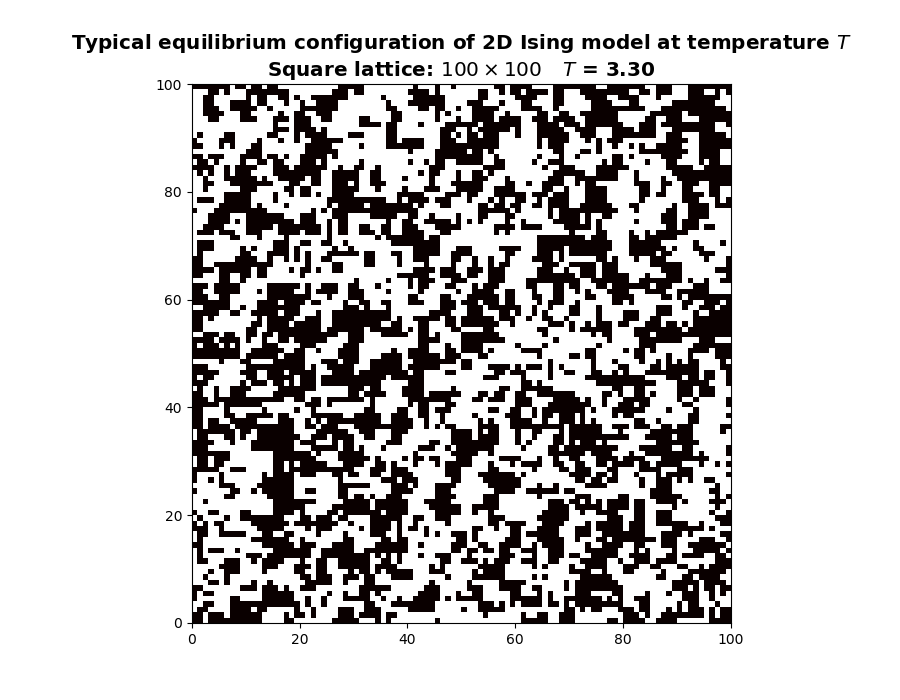 Typical equilibrium configuration of 2D Ising model at temperature T
Square lattice: 100 × 100 T = 3.30
100
80
60
40
20
0
0 20 40 60 80 100